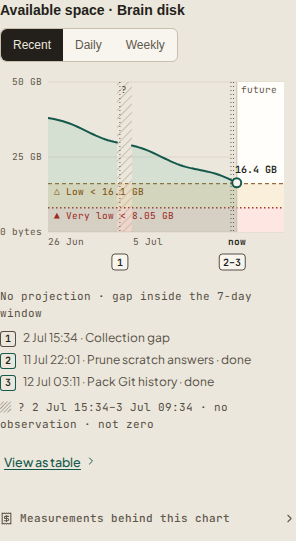 Available space · Brain disk
Recent Daily Weekly
50 GB
? future
25 GB
16.4 GB
△ Low < 16.1 GB
▲ Very low < 8.05 GB
0 bytes
26 Jun 5 Jul now
1 2–3
No projection · gap inside the 7-day
window
1 2 Jul 15:34 · Collection gap
2 11 Jul 22:01 · Prune scratch answers · done
3 12 Jul 03:11 · Pack Git history · done
? 2 Jul 15:34–3 Jul 09:34 · no
observation · not zero
View as table ›
Measurements behind this chart ›